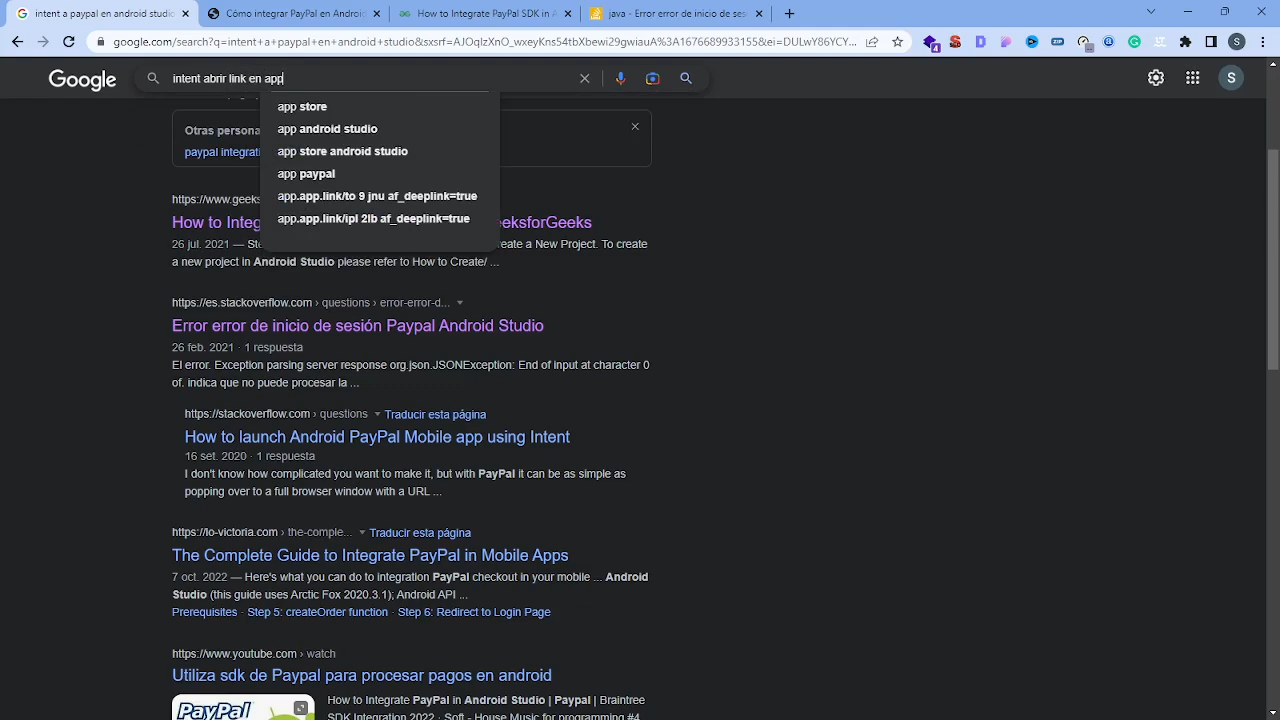 intent a paypal en android studio
Cómo integrar PayPal en Android
How to Integrate PayPal SDK in A
java - Error error de inicio de ses
google.com/search?q=intent+a+paypal+en+android+studio&sxsrf=AJOqlzXnO_wxeyKns54tbXbewi29gwiauA%3A1676689933155&ei=DULwY86YCY...
Google
intent abrir link en app
S
app store
app android studio
app store android studio
app paypal
app.app.link/to 9 jnu af_deeplink=true
app.app.link/ipl 2lb af_deeplink=true
Otras persona
paypal integrati
https://www.geeks
How to Integ
eeksforGeeks
26 jul. 2021 — Ste
eate a New Project. To create
a new project in Android Studio please refer to How to Create/ ...
https://es.stackoverflow.com › questions › error-error-d...
Error error de inicio de sesión Paypal Android Studio
26 feb. 2021 · 1 respuesta
El error. Exception parsing server response org.json.JSONException: End of input at character 0
of. indica que no puede procesar la ...
https://stackoverflow.com › questions Traducir esta página
How to launch Android PayPal Mobile app using Intent
16 set. 2020 · 1 respuesta
I don't know how complicated you want to make it, but with PayPal it can be as simple as
popping over to a full browser window with a URL ...
https://lo-victoria.com › the-comple... Traducir esta página
The Complete Guide to Integrate PayPal in Mobile Apps
7 oct. 2022 — Here's what you can do to integration PayPal checkout in your mobile ... Android
Studio (this guide uses Arctic Fox 2020.3.1); Android API ...
Prerequisites · Step 5: createOrder function · Step 6: Redirect to Login Page
https://www.youtube.com › watch
Utiliza sdk de Paypal para procesar pagos en android
PayPal
How to Integrate PayPal in Android Studio | Paypal | Braintree
SDK Integration 2022 · Soft - House Music for programming #4